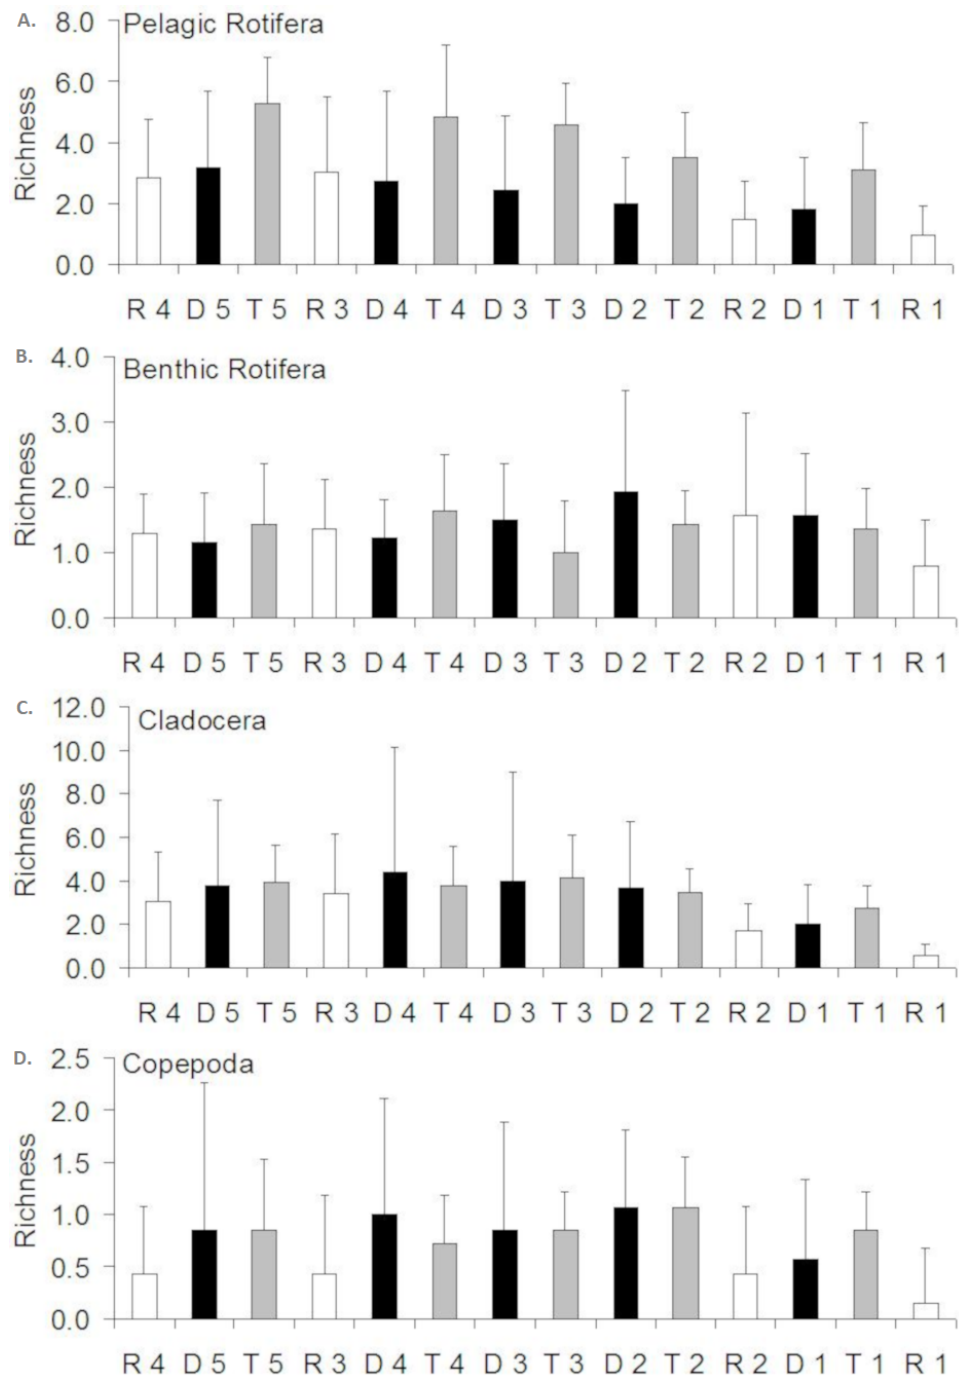 A.
Pelagic Rotifera
Richness
8.0
6.0
4.0
2.0
0.0
R 4 D 5 T 5 R 3 D 4 T 4 D 3 T 3 D 2 T 2 R 2 D 1 T 1 R 1
B.
Benthic Rotifera
Richness
4.0
3.0
2.0
1.0
0.0
R 4 D 5 T 5 R 3 D 4 T 4 D 3 T 3 D 2 T 2 R 2 D 1 T 1 R 1
C.
Cladocera
Richness
12.0
10.0
8.0
6.0
4.0
2.0
0.0
R 4 D 5 T 5 R 3 D 4 T 4 D 3 T 3 D 2 T 2 R 2 D 1 T 1 R 1
D.
Copepoda
Richness
2.5
2.0
1.5
1.0
0.5
0.0
R 4 D 5 T 5 R 3 D 4 T 4 D 3 T 3 D 2 T 2 R 2 D 1 T 1 R 1